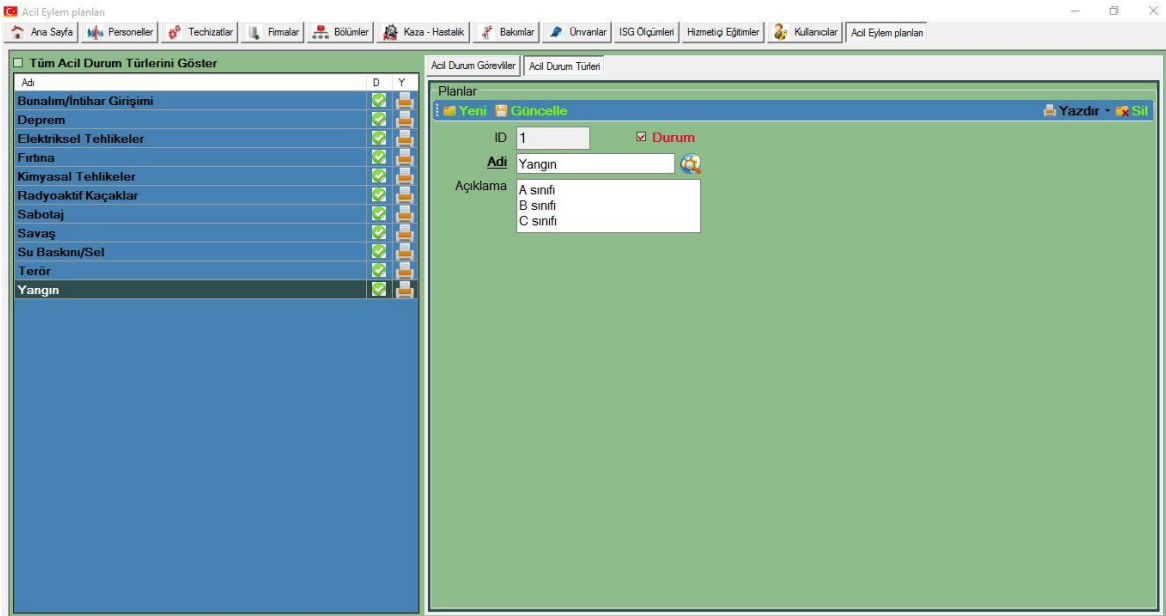 Acil Eylem planları
Ana Sayfa Personeller Techizatlar Firmalar Bölümler Kaza - Hastalık Bakımlar Ünvanlar ISG Ölçümleri Hizmetiçi Eğitimler Kullanıcılar Acil Eylem planları
Tüm Acil Durum Türlerini Göster
Adı D Y
Bunalım/İntihar Girişimi
Deprem
Elektriksel Tehlikeler
Fırtına
Kimyasal Tehlikeler
Radyoaktif Kaçaklar
Sabotaj
Savaş
Su Baskını/Sel
Terör
Yangın
Acil Durum Görevliler Acil Durum Türleri
Planlar
Yeni Güncelle Yazdır Sil
ID 1 Durum
Adi Yangın
Açıklama A sınıfı
B sınıfı
C sınıfı